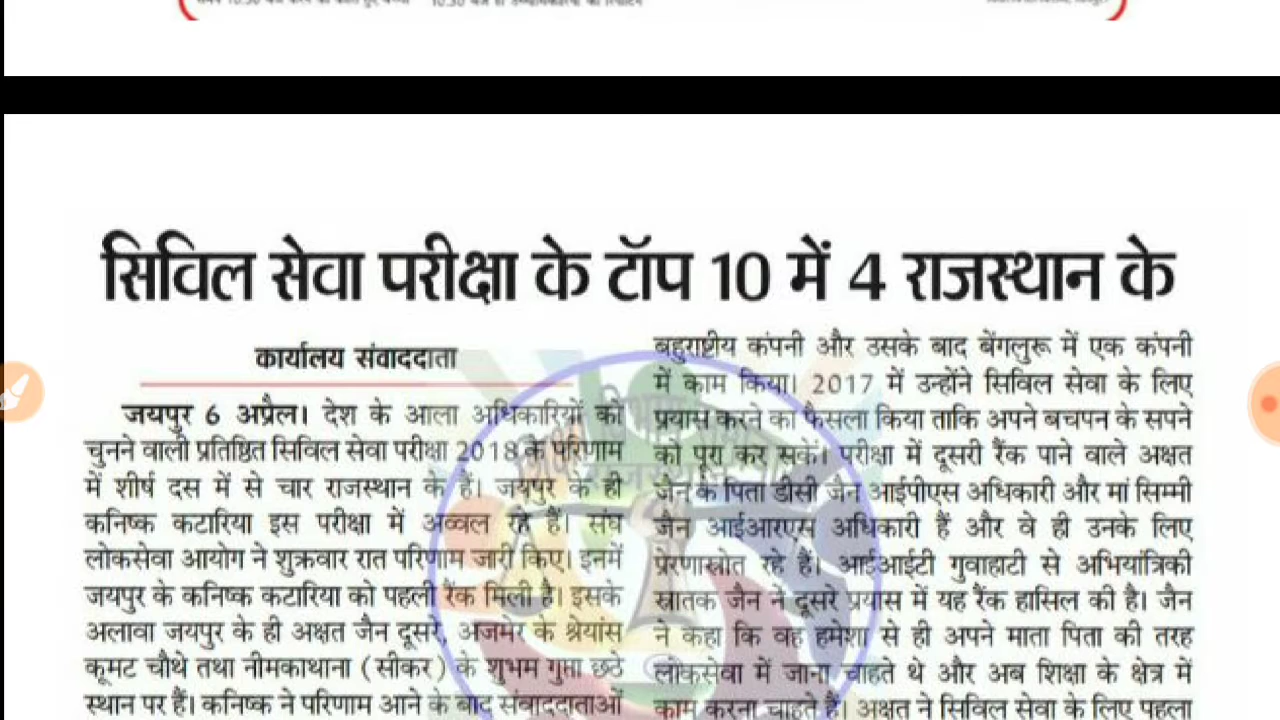 सिविल सेवा परीक्षा के टॉप 10 में 4 राजस्थान के
कार्यालय संवाददाता
जयपुर 6 अप्रैल। देश के आला अधिकारियों को
चुनने वाली प्रतिष्ठित सिविल सेवा परीक्षा 2018 के परिणाम
में शीर्ष दस में से चार राजस्थान के हैं। जयपुर के ही
कनिष्क कटारिया इस परीक्षा में अव्वल रहे हैं। संघ
लोकसेवा आयोग ने शुक्रवार रात परिणाम जारी किए। इनमें
जयपुर के कनिष्क कटारिया को पहली रैंक मिली है। इसके
अलावा जयपुर के ही अक्षत जैन दूसरे, अजमेर के श्रेयांस
कूमट चौथे तथा नीमकाथाना (सीकर) के शुभम गुप्ता छठे
स्थान पर हैं। कनिष्क ने परिणाम आने के बाद संवाददाताओं
बहुराष्ट्रीय कंपनी और उसके बाद बेंगलुरू में एक कंपनी
में काम किया। 2017 में उन्होंने सिविल सेवा के लिए
प्रयास करने का फैसला किया ताकि अपने बचपन के सपने
को पूरा कर सकें। परीक्षा में दूसरी रैंक पाने वाले अक्षत
जैन के पिता डीसी जैन आईपीएस अधिकारी और मां सिम्मी
जैन आईआरएस अधिकारी हैं और वे ही उनके लिए
प्रेरणास्रोत रहे हैं। आईआईटी गुवाहाटी से अभियांत्रिकी
स्नातक जैन ने दूसरे प्रयास में यह रैंक हासिल की है। जैन
ने कहा कि वह हमेशा से ही अपने माता पिता की तरह
लोकसेवा में जाना चाहते थे और अब शिक्षा के क्षेत्र में
काम करना चाहते हैं। अक्षत ने सिविल सेवा के लिए पहला